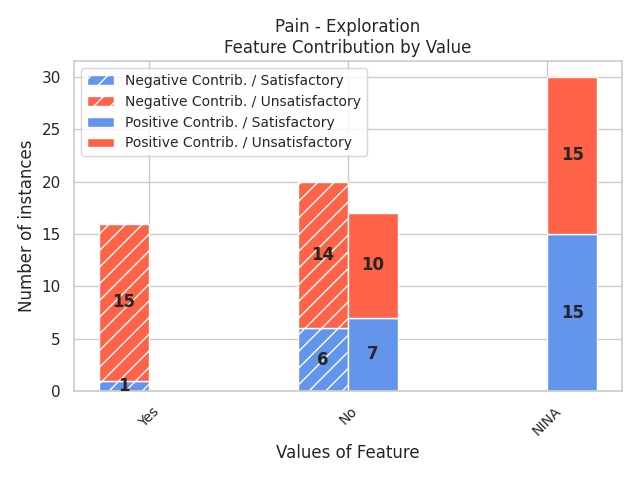 Pain - Exploration
Feature Contribution by Value
Negative Contrib. / Satisfactory
Negative Contrib. / Unsatisfactory
Positive Contrib. / Satisfactory
Positive Contrib. / Unsatisfactory
Number of instances
30
25
20
15
10
5
0
15
1
14
6
10
7
15
15
Yes
No
NINA
Values of Feature